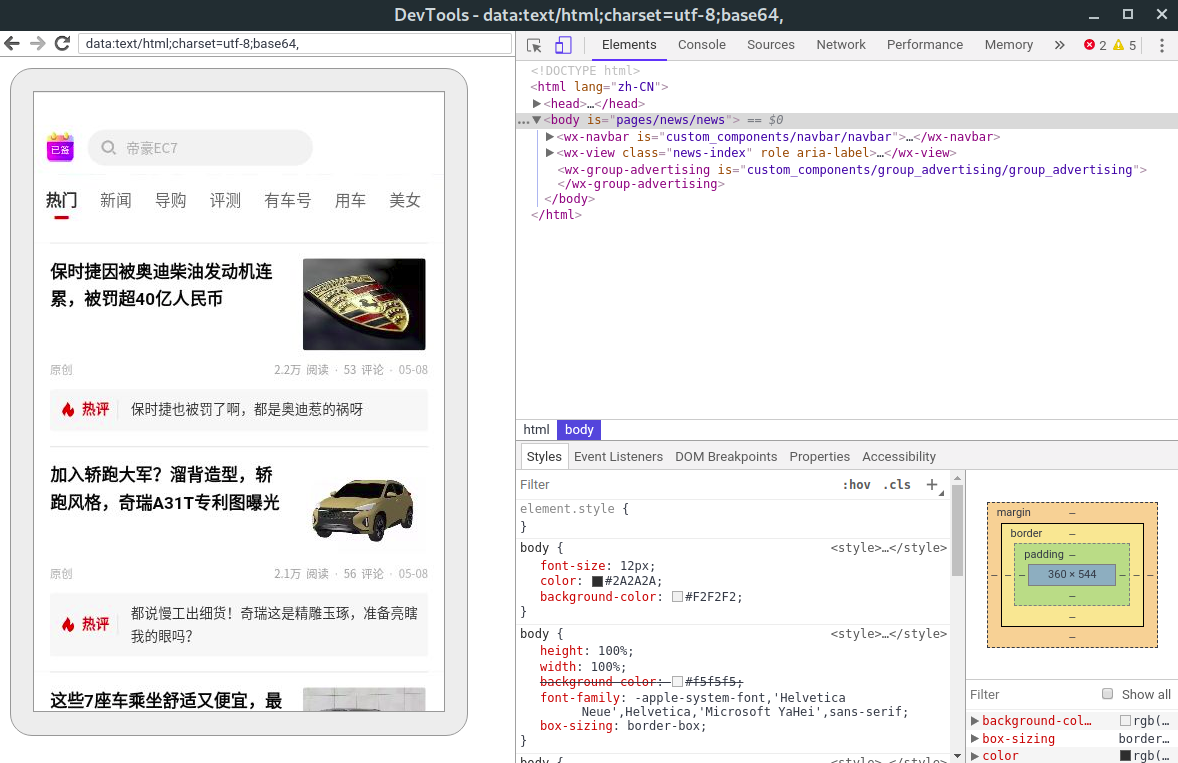 DevTools - data:text/html;charset=utf-8;base64,
data:text/html;charset=utf-8;base64,
已签
帝豪EC7
热门 新闻 导购 评测 有车号 用车 美女
保时捷因被奥迪柴油发动机连
累，被罚超40亿人民币
原创 2.2万 阅读 · 53 评论 · 05-08
热评 保时捷也被罚了啊，都是奥迪惹的祸呀
加入轿跑大军？溜背造型，轿
跑风格，奇瑞A31T专利图曝光
原创 2.1万 阅读 · 56 评论 · 05-08
热评 都说慢工出细货！奇瑞这是精雕玉琢，准备亮瞎
我的眼吗？
这些7座车乘坐舒适又便宜，最
Elements Console Sources Network Performance Memory » 2 5
<!DOCTYPE html>
<html lang="zh-CN">
▶<head>…</head>
…▼<body is="pages/news/news"> == $0
▶<wx-navbar is="custom_components/navbar/navbar">…</wx-navbar>
▶<wx-view class="news-index" role aria-label>…</wx-view>
<wx-group-advertising is="custom_components/group_advertising/group_advertising">
</wx-group-advertising>
</body>
</html>
html body
Styles Event Listeners DOM Breakpoints Properties Accessibility
Filter :hov .cls +
element.style {
}
body { <style>…</style>
font-size: 12px;
color: #2A2A2A;
background-color: #F2F2F2;
}
body { <style>…</style>
height: 100%;
width: 100%;
background-color: #f5f5f5;
font-family: -apple-system-font,'Helvetica
Neue',Helvetica,'Microsoft YaHei',sans-serif;
box-sizing: border-box;
}
margin –
border –
padding –
– – – 360 × 544 – – –
–
–
–
Filter Show all
▶background-col… rgb(…
▶box-sizing border…
▶color rgb(…